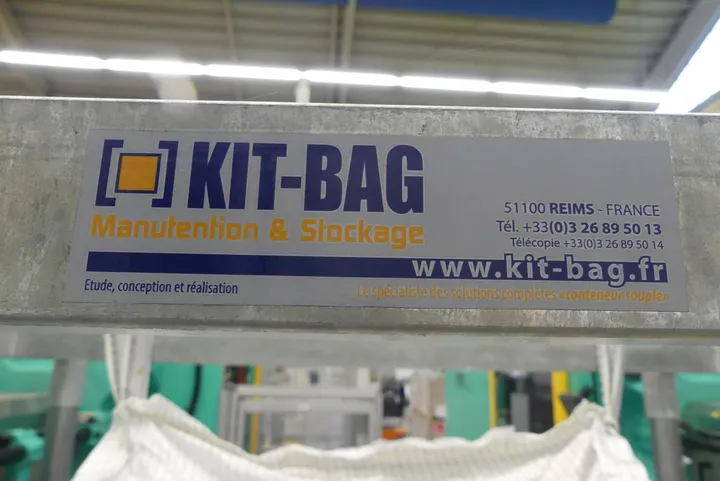 KIT-BAG
Manutention & Stockage
51100 REIMS - FRANCE
Tél. +33(0)3 26 89 50 13
Télécopie +33(0)3 26 89 50 14
www.kit-bag.fr
Etude, conception et réalisation
Le spécialiste des solutions complètes «conteneur souple»